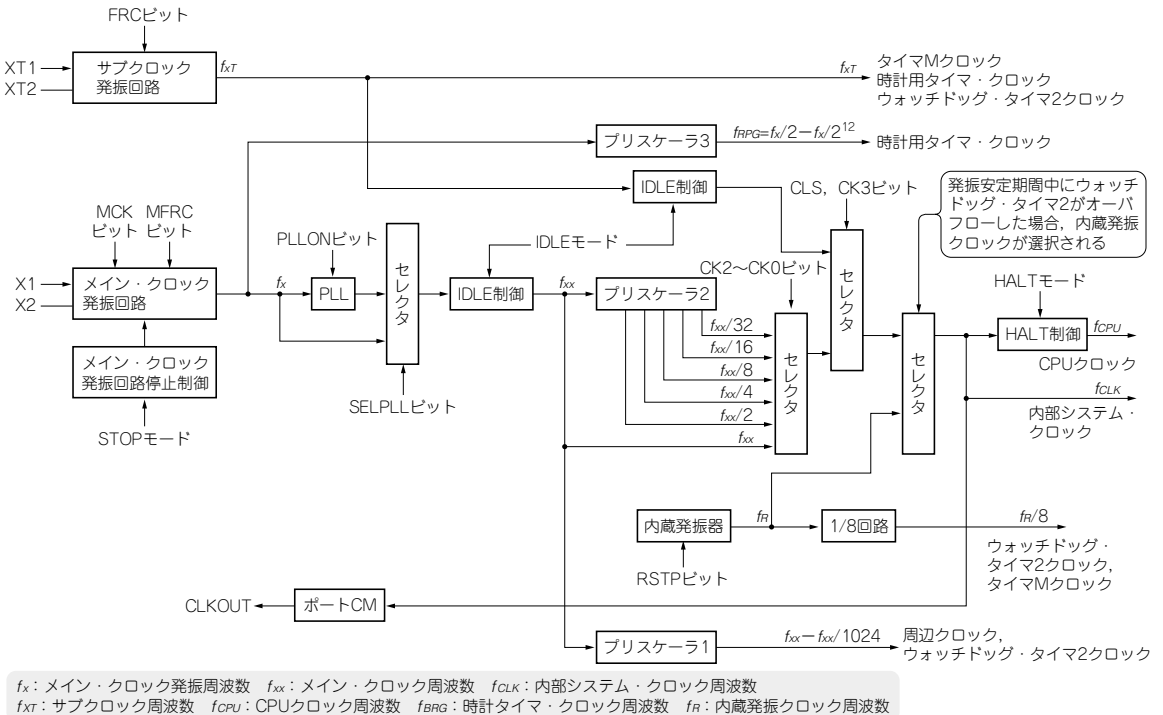 FRCビット
XT1
XT2
サブクロック
発振回路
fXT
fXT
タイマMクロック
時計用タイマ・クロック
ウォッチドッグ・タイマ2クロック
プリスケーラ3
fRPG=fX/2−fX/2^12
時計用タイマ・クロック
IDLE制御
CLS，CK3ビット
発振安定期間中にウォッチ
ドッグ・タイマ2がオーバ
フローした場合，内蔵発振
クロックが選択される
MCK
ビット
MFRC
ビット
PLLONビット
IDLEモード
CK2〜CK0ビット
HALTモード
X1
X2
メイン・クロック
発振回路
fX
PLL
セレクタ
IDLE制御
fXX
プリスケーラ2
セレクタ
セレクタ
セレクタ
HALT制御
fCPU
CPUクロック
fXX/32
fXX/16
fXX/8
fXX/4
fXX/2
fXX
メイン・クロック
発振回路停止制御
STOPモード
SELPLLビット
fCLK
内部システム・
クロック
内蔵発振器
fR
1/8回路
fR/8
RSTPビット
ウォッチドッグ・
タイマ2クロック，
タイマMクロック
CLKOUT
ポートCM
プリスケーラ1
fXX−fXX/1024
周辺クロック，
ウォッチドッグ・タイマ2クロック
fX：メイン・クロック発振周波数　fXX：メイン・クロック周波数　fCLK：内部システム・クロック周波数
fXT：サブクロック周波数　fCPU：CPUクロック周波数　fBRG：時計タイマ・クロック周波数　fR：内蔵発振クロック周波数